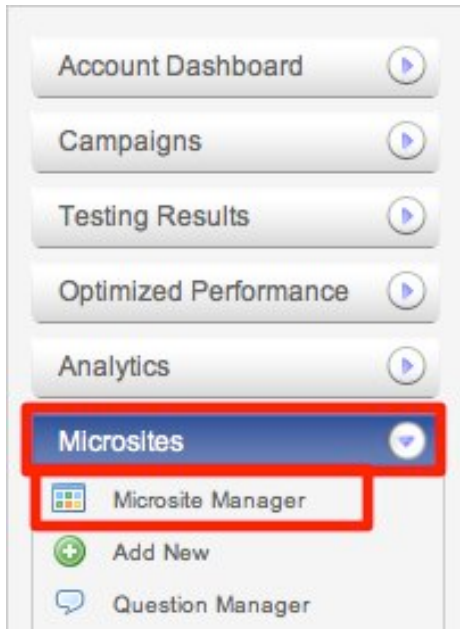 Account Dashboard
Campaigns
Testing Results
Optimized Performance
Analytics
Microsites
Microsite Manager
Add New
Question Manager